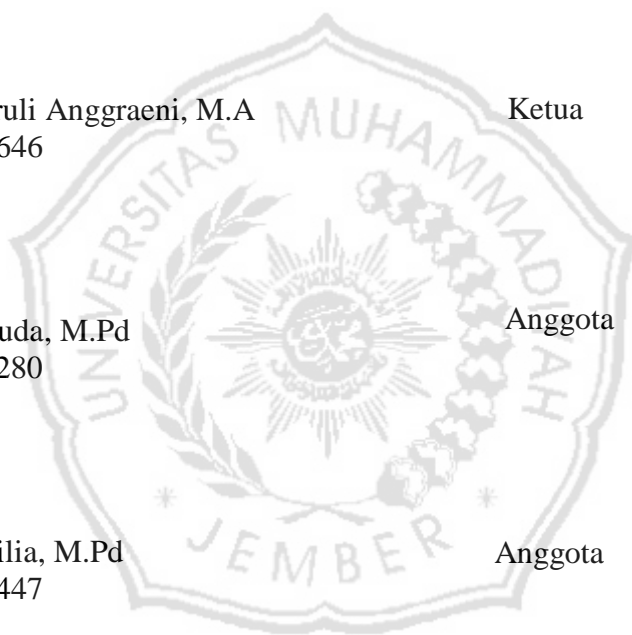 ruli Anggraeni, M.A Ketua
646
uda, M.Pd Anggota
280
ilia, M.Pd Anggota
447
UNIVERSITAS MUHAMMADIYAH
JEMBER